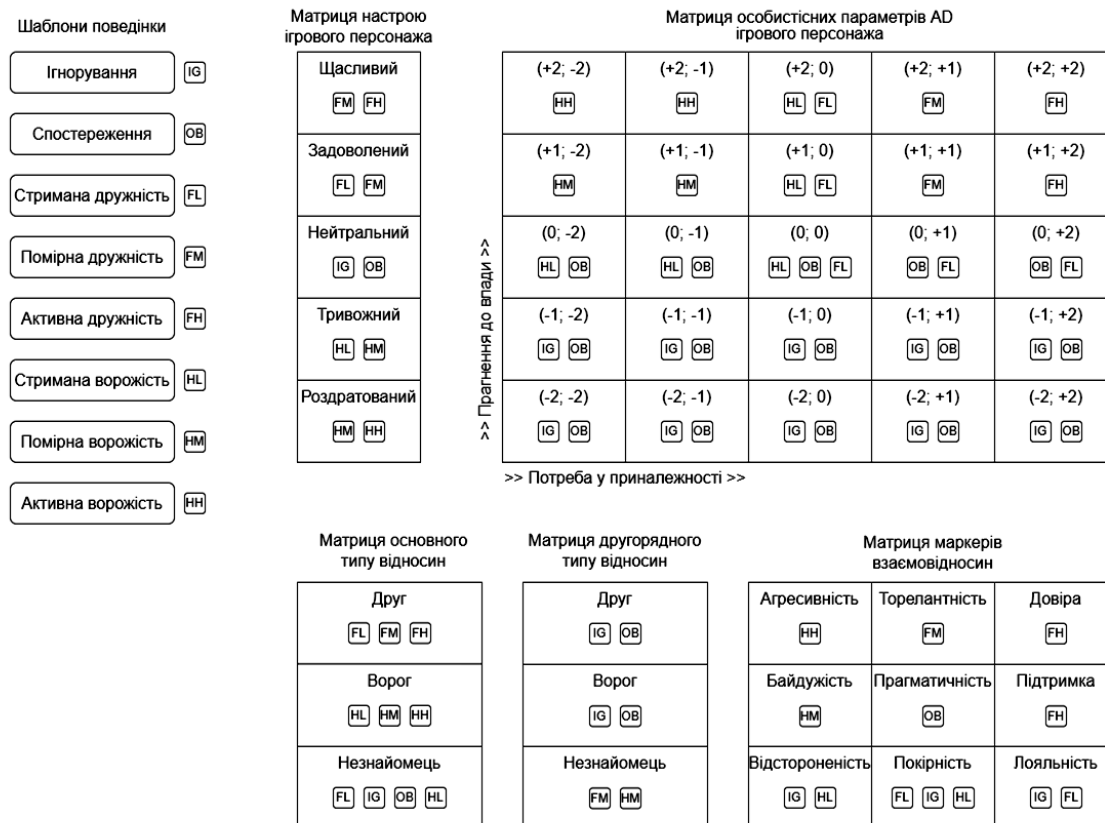 Шаблони поведінки
Ігнорування IG
Спостереження OB
Стримана дружність FL
Помірна дружність FM
Активна дружність FH
Стримана ворожість HL
Помірна ворожість HM
Активна ворожість HH
Матриця настрою
ігрового персонажа
Щасливий
FM FH
Задоволений
FL FM
Нейтральний
IG OB
Тривожний
HL HM
Роздратований
HM HH
Матриця особистісних параметрів AD
ігрового персонажа
(+2; -2) (+2; -1) (+2; 0) (+2; +1) (+2; +2)
HH HH HL FL FM FH
(+1; -2) (+1; -1) (+1; 0) (+1; +1) (+1; +2)
HM HM HL FL FM FH
(0; -2) (0; -1) (0; 0) (0; +1) (0; +2)
HL OB HL OB HL OB FL OB FL OB FL
(-1; -2) (-1; -1) (-1; 0) (-1; +1) (-1; +2)
IG OB IG OB IG OB IG OB IG OB
(-2; -2) (-2; -1) (-2; 0) (-2; +1) (-2; +2)
IG OB IG OB IG OB IG OB IG OB
>> Прагнення до влади >>
>> Потреба у приналежності >>
Матриця основного
типу відносин
Друг
FL FM FH
Ворог
HL HM HH
Незнайомець
FL IG OB HL
Матриця другорядного
типу відносин
Друг
IG OB
Ворог
IG OB
Незнайомець
FM HM
Матриця маркерів
взаємовідносин
Агресивність Торелантність Довіра
HH FM FH
Байдужість Прагматичність Підтримка
HM OB FH
Відстороненість Покірність Лояльність
IG HL FL IG HL IG FL